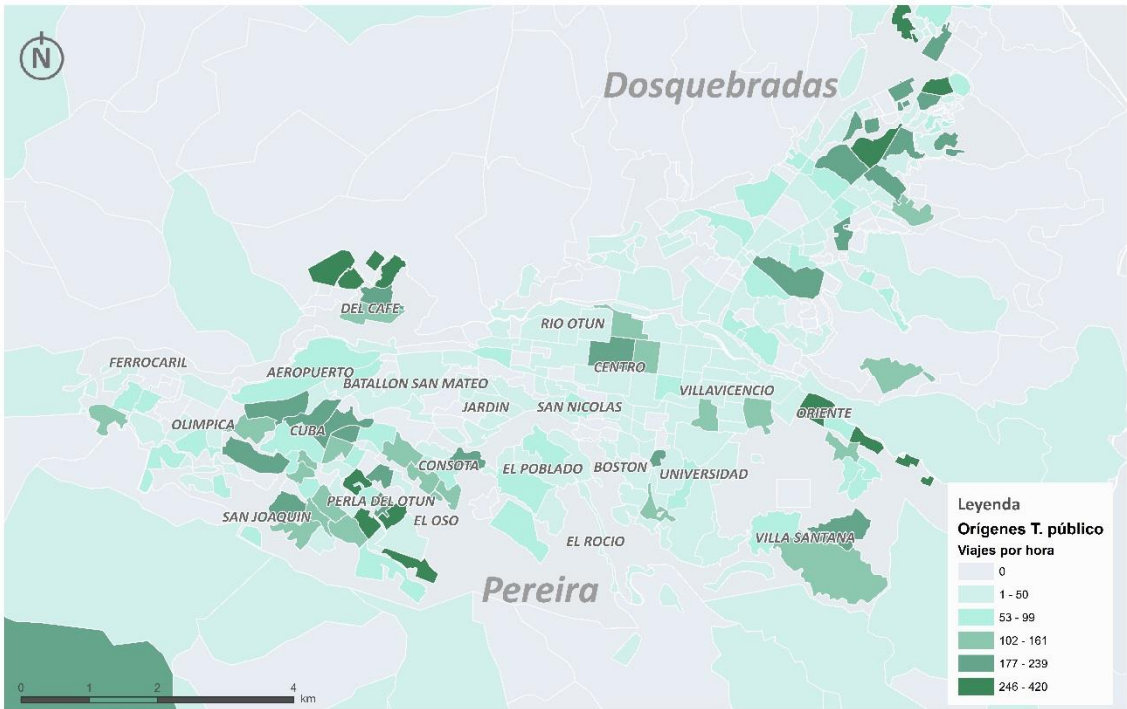 N
Dosquebradas
DEL CAFE
RIO OTUN
FERROCARIL
AEROPUERTO
CENTRO
BATALLON SAN MATEO
VILLAVICENCIO
JARDIN
SAN NICOLAS
ORIENTE
OLIMPICA
CUBA
CONSOTA
EL POBLADO
BOSTON
UNIVERSIDAD
PERLA DEL OTUN
SAN JOAQUIN
EL OSO
EL ROCIO
VILLA SANTANA
Pereira
Leyenda
Orígenes T. público
Viajes por hora
0
1 - 50
53 - 99
102 - 161
177 - 239
246 - 420
0 1 2 4
km